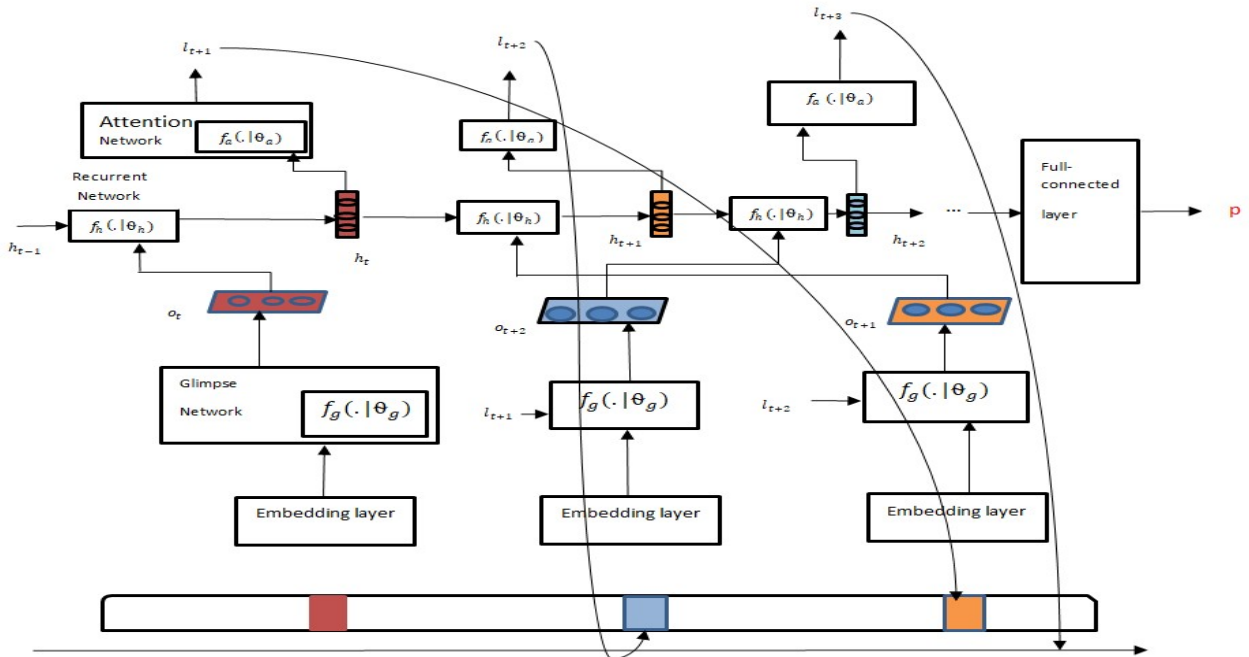 l_{t+1}
l_{t+2}
l_{t+3}
Attention
Network
f_a(.|θ_a)
f_a(.|θ_a)
f_a(.|θ_a)
Recurrent
Network
f_h(.|θ_h)
f_h(.|θ_h)
f_h(.|θ_h)
Full-
connected
layer
...
p
h_{t-1}
h_t
h_{t+1}
h_{t+2}
o_t
o_{t+2}
o_{t+1}
Glimpse
Network
f_g(.|θ_g)
l_{t+1}
f_g(.|θ_g)
l_{t+2}
f_g(.|θ_g)
Embedding layer
Embedding layer
Embedding layer